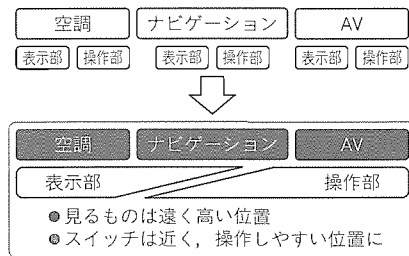 空調 ナビゲーション AV
表示部 操作部 表示部 操作部 表示部 操作部
空調 ナビゲーション AV
表示部 操作部
●見るものは遠く高い位置
●スイッチは近く，操作しやすい位置に